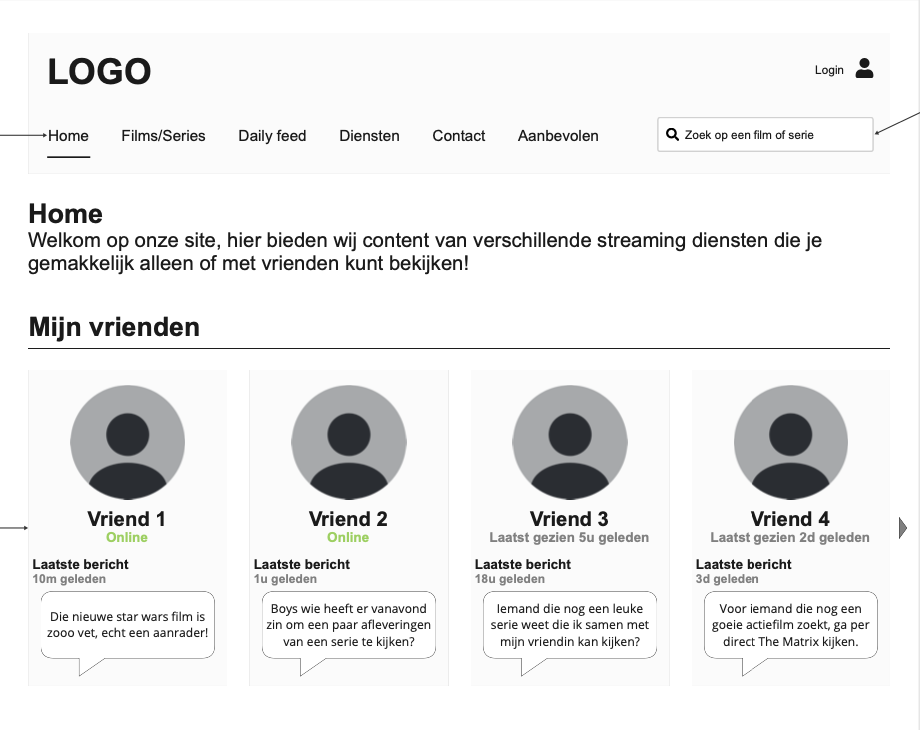 LOGO
Login
Home Films/Series Daily feed Diensten Contact Aanbevolen
Zoek op een film of serie
Home
Welkom op onze site, hier bieden wij content van verschillende streaming diensten die je
gemakkelijk alleen of met vrienden kunt bekijken!
Mijn vrienden
Vriend 1
Online
Laatste bericht
10m geleden
Die nieuwe star wars film is
zooo vet, echt een aanrader!
Vriend 2
Online
Laatste bericht
1u geleden
Boys wie heeft er vanavond
zin om een paar afleveringen
van een serie te kijken?
Vriend 3
Laatst gezien 5u geleden
Laatste bericht
18u geleden
Iemand die nog een leuke
serie weet die ik samen met
mijn vriendin kan kijken?
Vriend 4
Laatst gezien 2d geleden
Laatste bericht
3d geleden
Voor iemand die nog een
goeie actiefilm zoekt, ga per
direct The Matrix kijken.